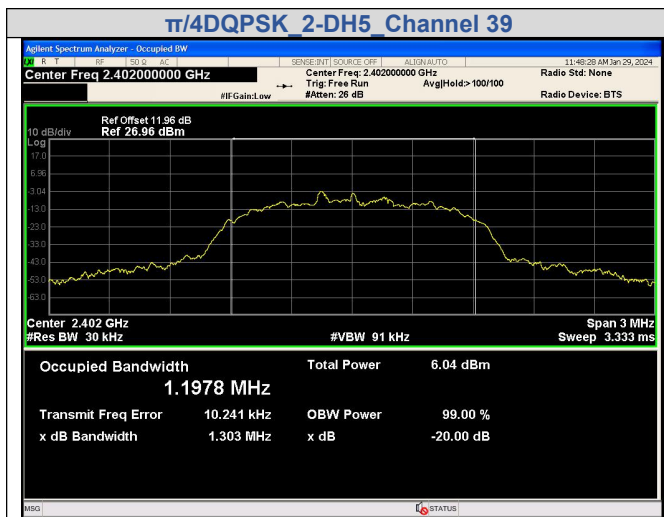 π/4DQPSK_2-DH5_Channel 39
Agilent Spectrum Analyzer - Occupied BW
LXI R T RF 50 Ω AC SENSE:INT SOURCE OFF ALIGN AUTO 11:48:28 AM Jan 29, 2024
Center Freq 2.402000000 GHz Center Freq: 2.402000000 GHz Radio Std: None
Trig: Free Run Avg|Hold:> 100/100
#IFGain:Low #Atten: 26 dB Radio Device: BTS
Ref Offset 11.96 dB
10 dB/div Ref 26.96 dBm
Log
17.0
6.96
-3.04
-13.0
-23.0
-33.0
-43.0
-53.0
-63.0
Center 2.402 GHz Span 3 MHz
#Res BW 30 kHz #VBW 91 kHz Sweep 3.333 ms
Occupied Bandwidth Total Power 6.04 dBm
1.1978 MHz
Transmit Freq Error 10.241 kHz OBW Power 99.00 %
x dB Bandwidth 1.303 MHz x dB -20.00 dB
MSG STATUS